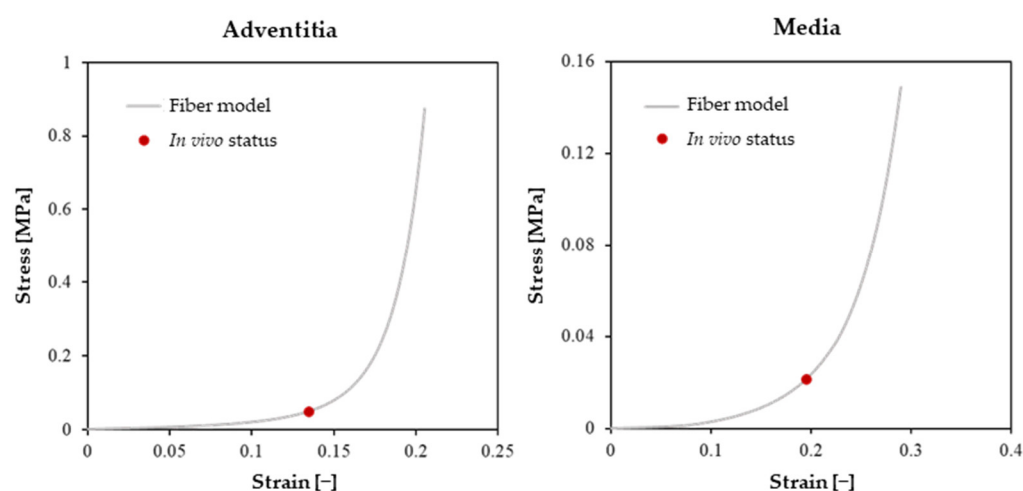 Adventitia
1
0.8
0.6
0.4
0.2
0
Stress [MPa]
Fiber model
In vivo status
0
0.05
0.1
0.15
0.2
0.25
Strain [–]
Media
0.16
0.12
0.08
0.04
0
Stress [MPa]
Fiber model
In vivo status
0
0.1
0.2
0.3
0.4
Strain [–]